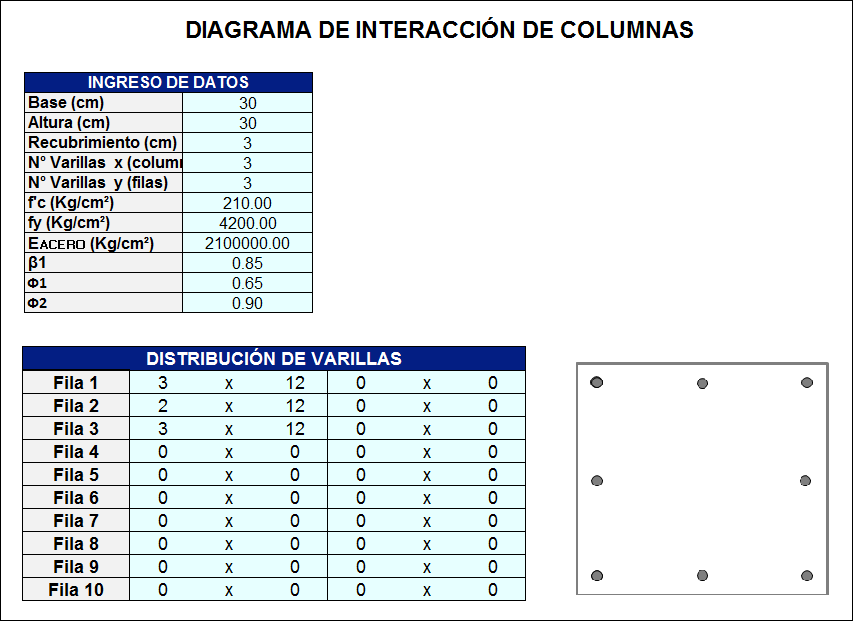 DIAGRAMA DE INTERACCIÓN DE COLUMNAS
INGRESO DE DATOS
Base (cm) 30
Altura (cm) 30
Recubrimiento (cm) 3
N° Varillas x (colum 3
N° Varillas y (filas) 3
f'c (Kg/cm²) 210.00
fy (Kg/cm²) 4200.00
EACERO (Kg/cm²) 2100000.00
β1 0.85
Φ1 0.65
Φ2 0.90
DISTRIBUCIÓN DE VARILLAS
Fila 1 3 x 12 0 x 0
Fila 2 2 x 12 0 x 0
Fila 3 3 x 12 0 x 0
Fila 4 0 x 0 0 x 0
Fila 5 0 x 0 0 x 0
Fila 6 0 x 0 0 x 0
Fila 7 0 x 0 0 x 0
Fila 8 0 x 0 0 x 0
Fila 9 0 x 0 0 x 0
Fila 10 0 x 0 0 x 0